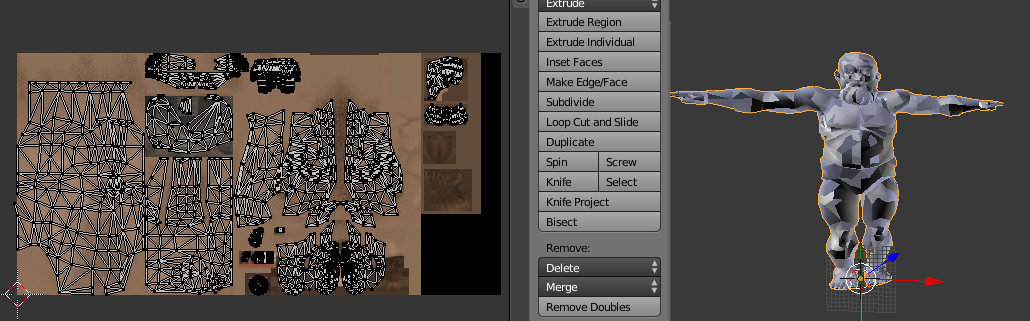 Extrude
Extrude Region
Extrude Individual
Inset Faces
Make Edge/Face
Subdivide
Loop Cut and Slide
Duplicate
Spin Screw
Knife Select
Knife Project
Bisect
Remove:
Delete
Merge
Remove Doubles